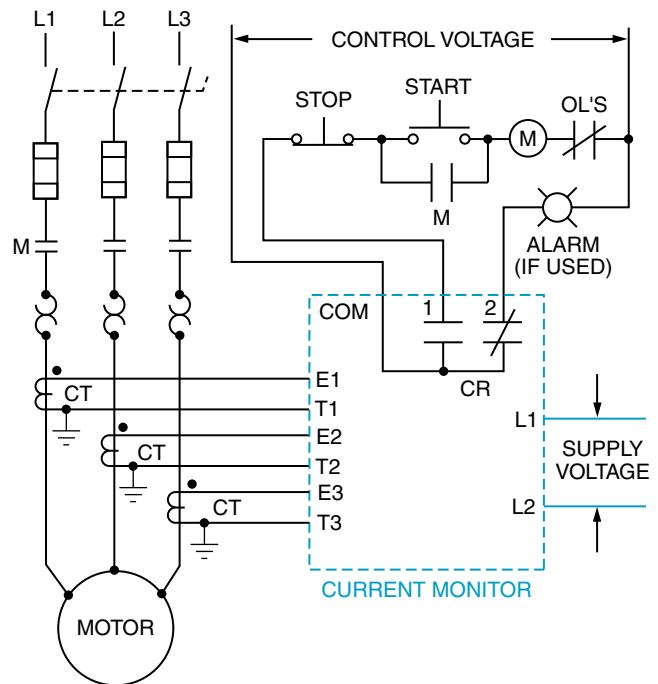 L1 L2 L3
CONTROL VOLTAGE
STOP
START
OL'S
M
M
M
ALARM
(IF USED)
COM
1
2
CR
E1
CT
T1
E2
CT
T2
E3
CT
T3
L1
SUPPLY
VOLTAGE
L2
CURRENT MONITOR
MOTOR